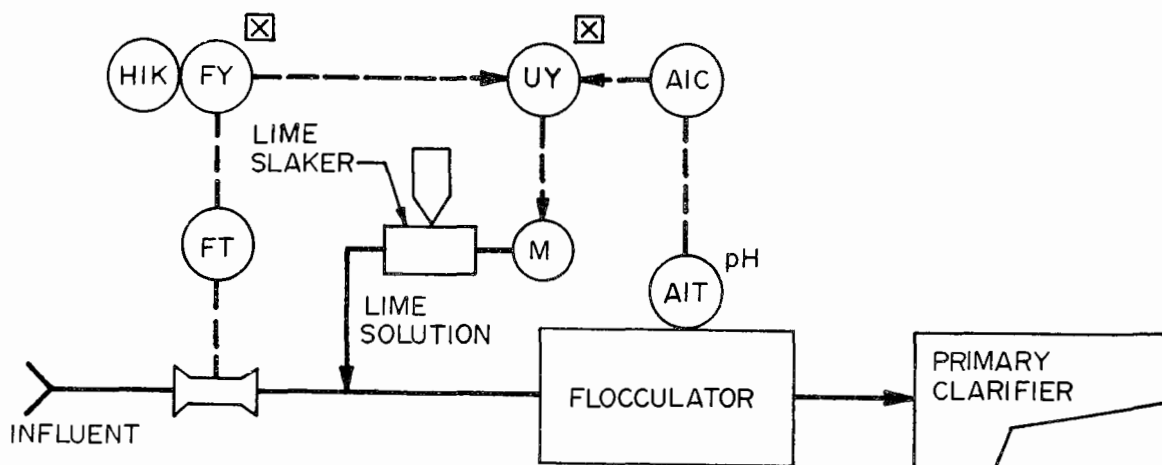 HIK
FY
X
UY
X
AIC
LIME
SLAKER
FT
M
pH
AIT
LIME
SOLUTION
INFLUENT
FLOCCULATOR
PRIMARY
CLARIFIER